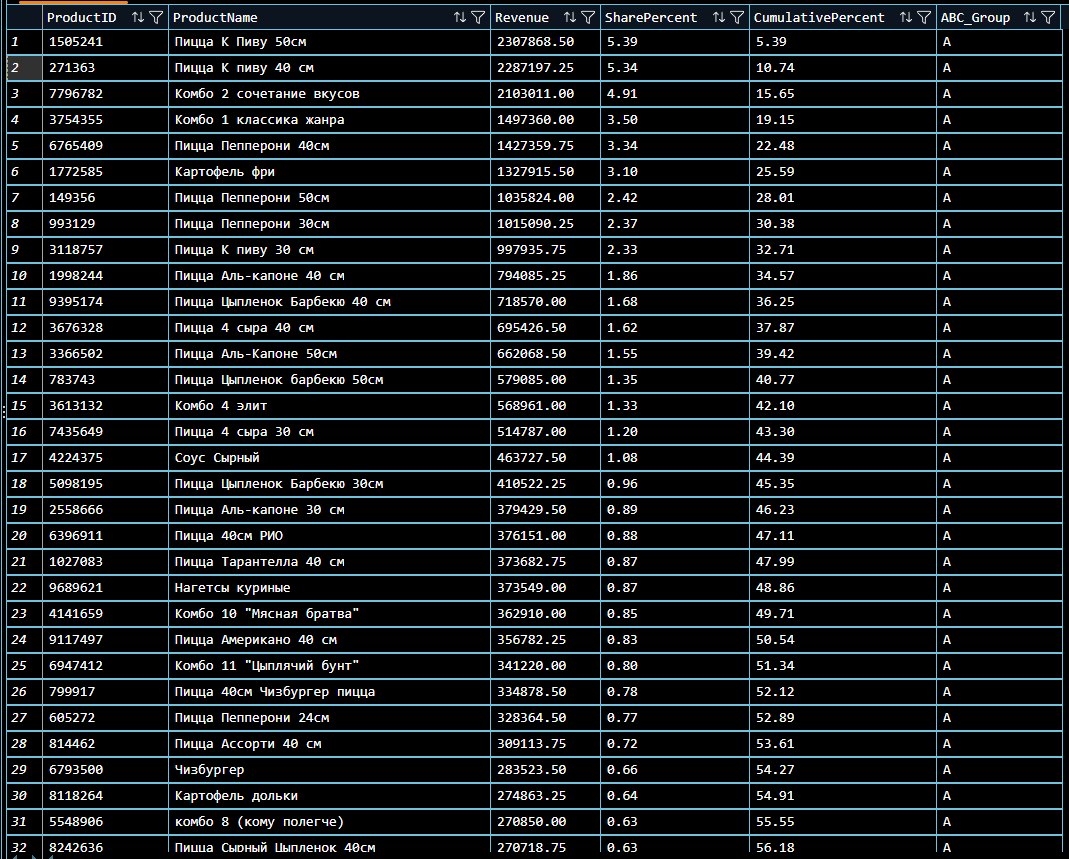 ProductID ProductName Revenue SharePercent CumulativePercent ABC_Group
1 1505241 Пицца К Пиву 50см 2307868.50 5.39 5.39 A
2 271363 Пицца К пиву 40 см 2287197.25 5.34 10.74 A
3 7796782 Комбо 2 сочетание вкусов 2103011.00 4.91 15.65 A
4 3754355 Комбо 1 классика жанра 1497360.00 3.50 19.15 A
5 6765409 Пицца Пепперони 40см 1427359.75 3.34 22.48 A
6 1772585 Картофель фри 1327915.50 3.10 25.59 A
7 149356 Пицца Пепперони 50см 1035824.00 2.42 28.01 A
8 993129 Пицца Пепперони 30см 1015090.25 2.37 30.38 A
9 3118757 Пицца К пиву 30 см 997935.75 2.33 32.71 A
10 1998244 Пицца Аль-капоне 40 см 794085.25 1.86 34.57 A
11 9395174 Пицца Цыпленок Барбекю 40 см 718570.00 1.68 36.25 A
12 3676328 Пицца 4 сыра 40 см 695426.50 1.62 37.87 A
13 3366502 Пицца Аль-Капоне 50см 662068.50 1.55 39.42 A
14 783743 Пицца Цыпленок барбекю 50см 579085.00 1.35 40.77 A
15 3613132 Комбо 4 элит 568961.00 1.33 42.10 A
16 7435649 Пицца 4 сыра 30 см 514787.00 1.20 43.30 A
17 4224375 Соус Сырный 463727.50 1.08 44.39 A
18 5098195 Пицца Цыпленок Барбекю 30см 410522.25 0.96 45.35 A
19 2558666 Пицца Аль-капоне 30 см 379429.50 0.89 46.23 A
20 6396911 Пицца 40см РИО 376151.00 0.88 47.11 A
21 1027083 Пицца Тарантелла 40 см 373682.75 0.87 47.99 A
22 9689621 Нагетсы куриные 373549.00 0.87 48.86 A
23 4141659 Комбо 10 "Мясная братва" 362910.00 0.85 49.71 A
24 9117497 Пицца Американо 40 см 356782.25 0.83 50.54 A
25 6947412 Комбо 11 "Цыплячий бунт" 341220.00 0.80 51.34 A
26 799917 Пицца 40см Чизбургер пицца 334878.50 0.78 52.12 A
27 605272 Пицца Пепперони 24см 328364.50 0.77 52.89 A
28 814462 Пицца Ассорти 40 см 309113.75 0.72 53.61 A
29 6793500 Чизбургер 283523.50 0.66 54.27 A
30 8118264 Картофель дольки 274863.25 0.64 54.91 A
31 5548906 комбо 8 (кому полегче) 270850.00 0.63 55.55 A
32 8242636 Пицца Сырный Цыпленок 40см 270718.75 0.63 56.18 A